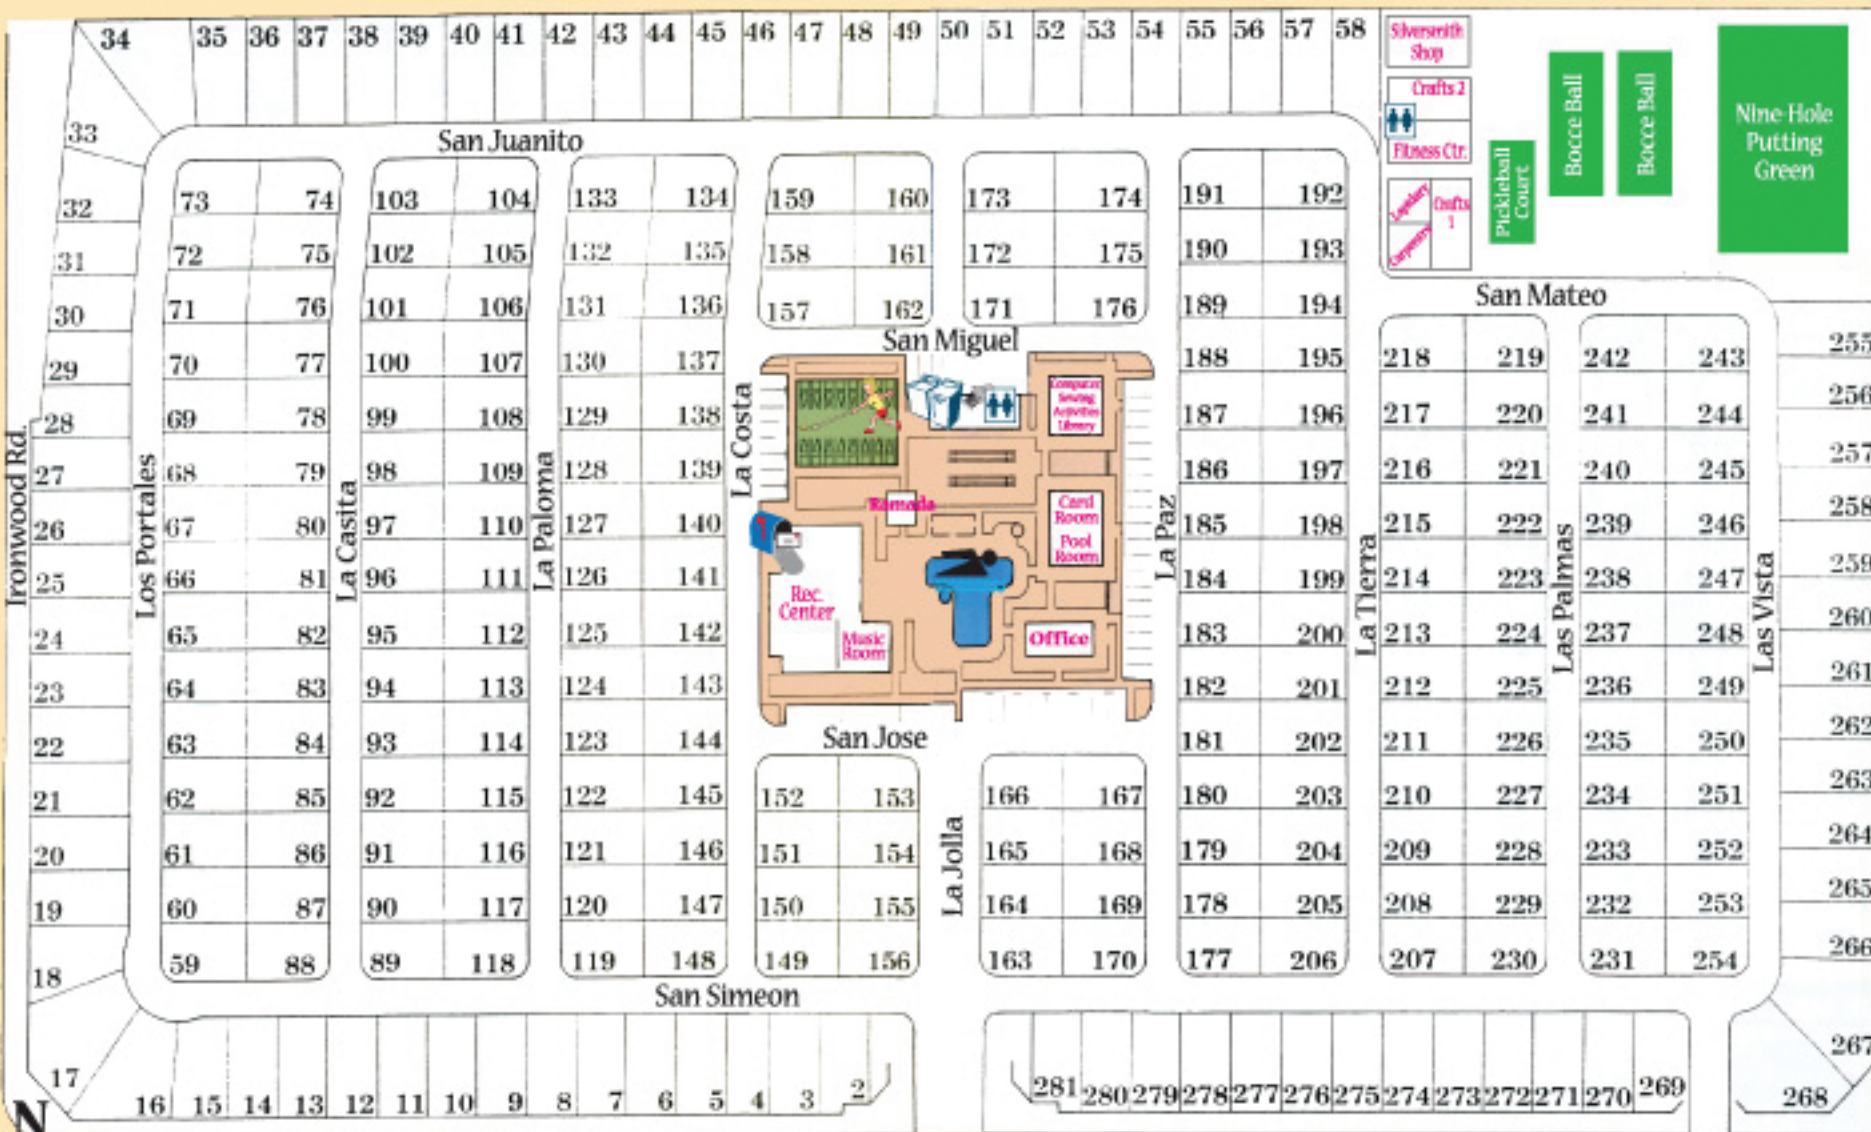 34 35 36 37 38 39 40 41 42 43 44 45 46 47 48 49 50 51 52 53 54 55 56 57 58
Silversmith
Shop
Crafts 2
Fitness Ctr.
Lapidary
Crafts
1
Carpentry
Pickleball
Court
Bocce Ball
Bocce Ball
Nine-Hole
Putting
Green
33
San Juanito
32 73 74 103 104 133 134 159 160 173 174 191 192
31 72 75 102 105 132 135 158 161 172 175 190 193
San Mateo
30 71 76 101 106 131 136 157 162 171 176 189 194
San Miguel
29 70 77 100 107 130 137 188 195 218 219 242 243 255
28 69 78 99 108 129 138 187 196 217 220 241 244 256
27 68 79 98 109 128 139 186 197 216 221 240 245 257
26 67 80 97 110 127 140 185 198 215 222 239 246 258
25 66 81 96 111 126 141 184 199 214 223 238 247 259
24 65 82 95 112 125 142 183 200 213 224 237 248 260
23 64 83 94 113 124 143 182 201 212 225 236 249 261
22 63 84 93 114 123 144 181 202 211 226 235 250 262
Ironwood Rd.
Los Portales
La Casita
La Paloma
La Costa
La Paz
La Tierra
Las Palmas
Las Vista
Computer
Sewing
Activities
Library
Ramada
Card
Room
Pool
Room
Rec.
Center
Music
Room
Office
San Jose
21 62 85 92 115 122 145 152 153 166 167 180 203 210 227 234 251 263
20 61 86 91 116 121 146 151 154 165 168 179 204 209 228 233 252 264
La Jolla
19 60 87 90 117 120 147 150 155 164 169 178 205 208 229 232 253 265
18 59 88 89 118 119 148 149 156 163 170 177 206 207 230 231 254 266
San Simeon
17 16 15 14 13 12 11 10 9 8 7 6 5 4 3 2
281 280 279 278 277 276 275 274 273 272 271 270 269 268 267
N